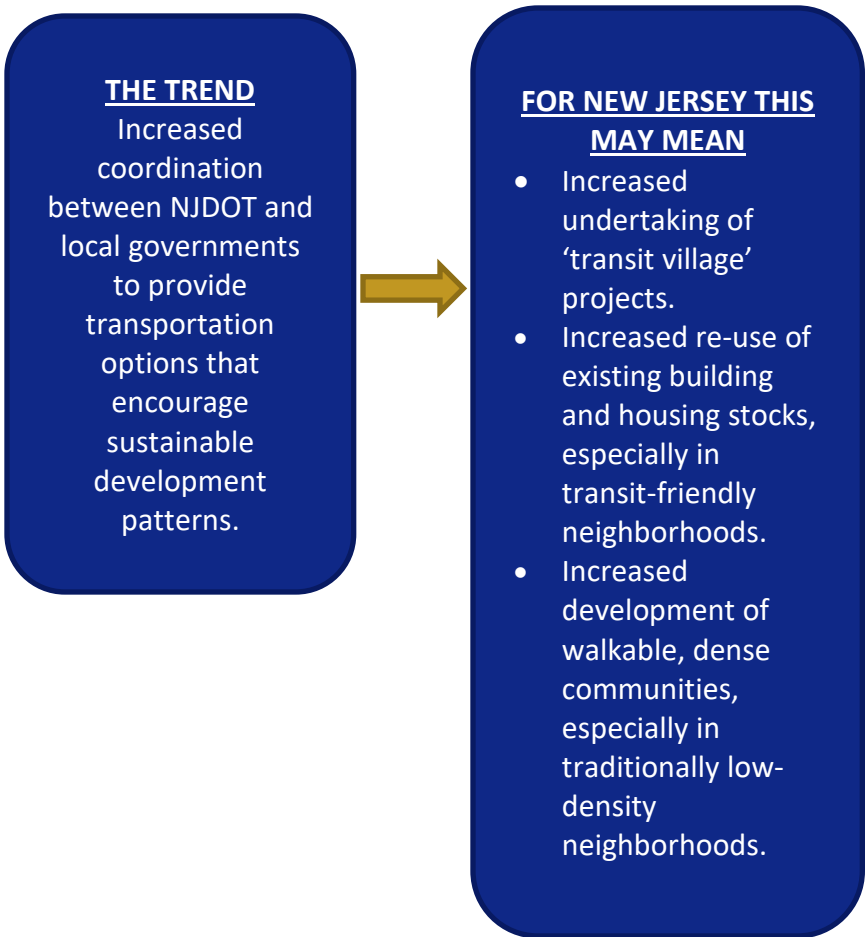 THE TREND
Increased
coordination
between NJDOT and
local governments
to provide
transportation
options that
encourage
sustainable
development
patterns.
FOR NEW JERSEY THIS
MAY MEAN
• Increased
undertaking of
‘transit village’
projects.
• Increased re-use of
existing building
and housing stocks,
especially in
transit-friendly
neighborhoods.
• Increased
development of
walkable, dense
communities,
especially in
traditionally low-
density
neighborhoods.